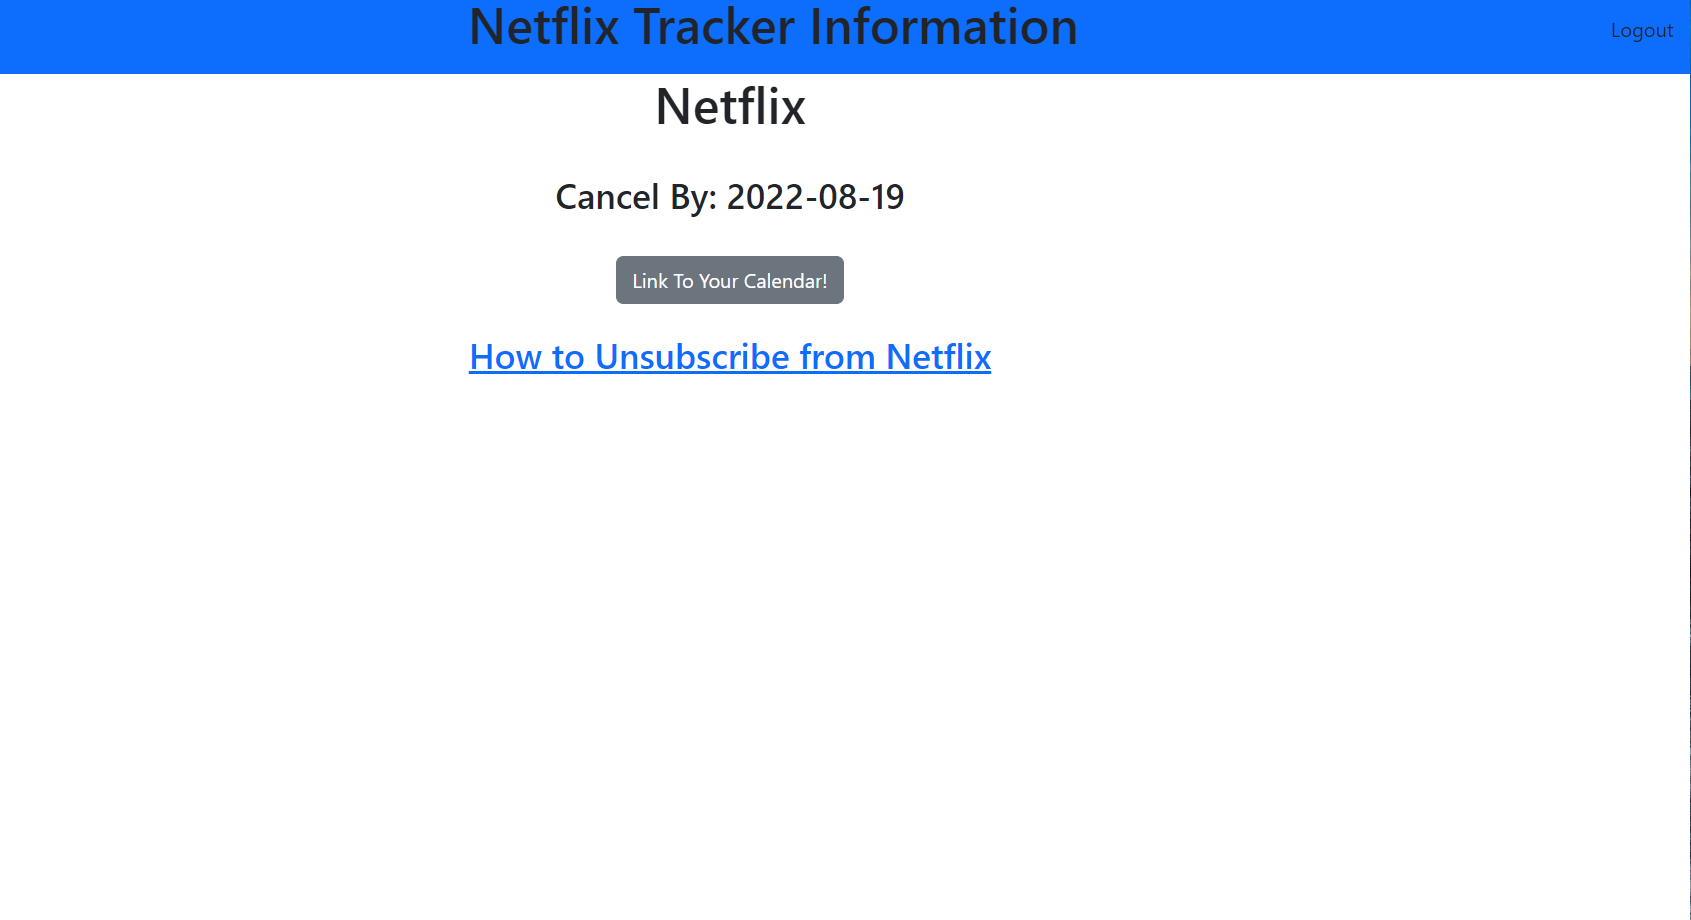 Netflix Tracker Information
Logout
Netflix
Cancel By: 2022-08-19
Link To Your Calendar!
How to Unsubscribe from Netflix